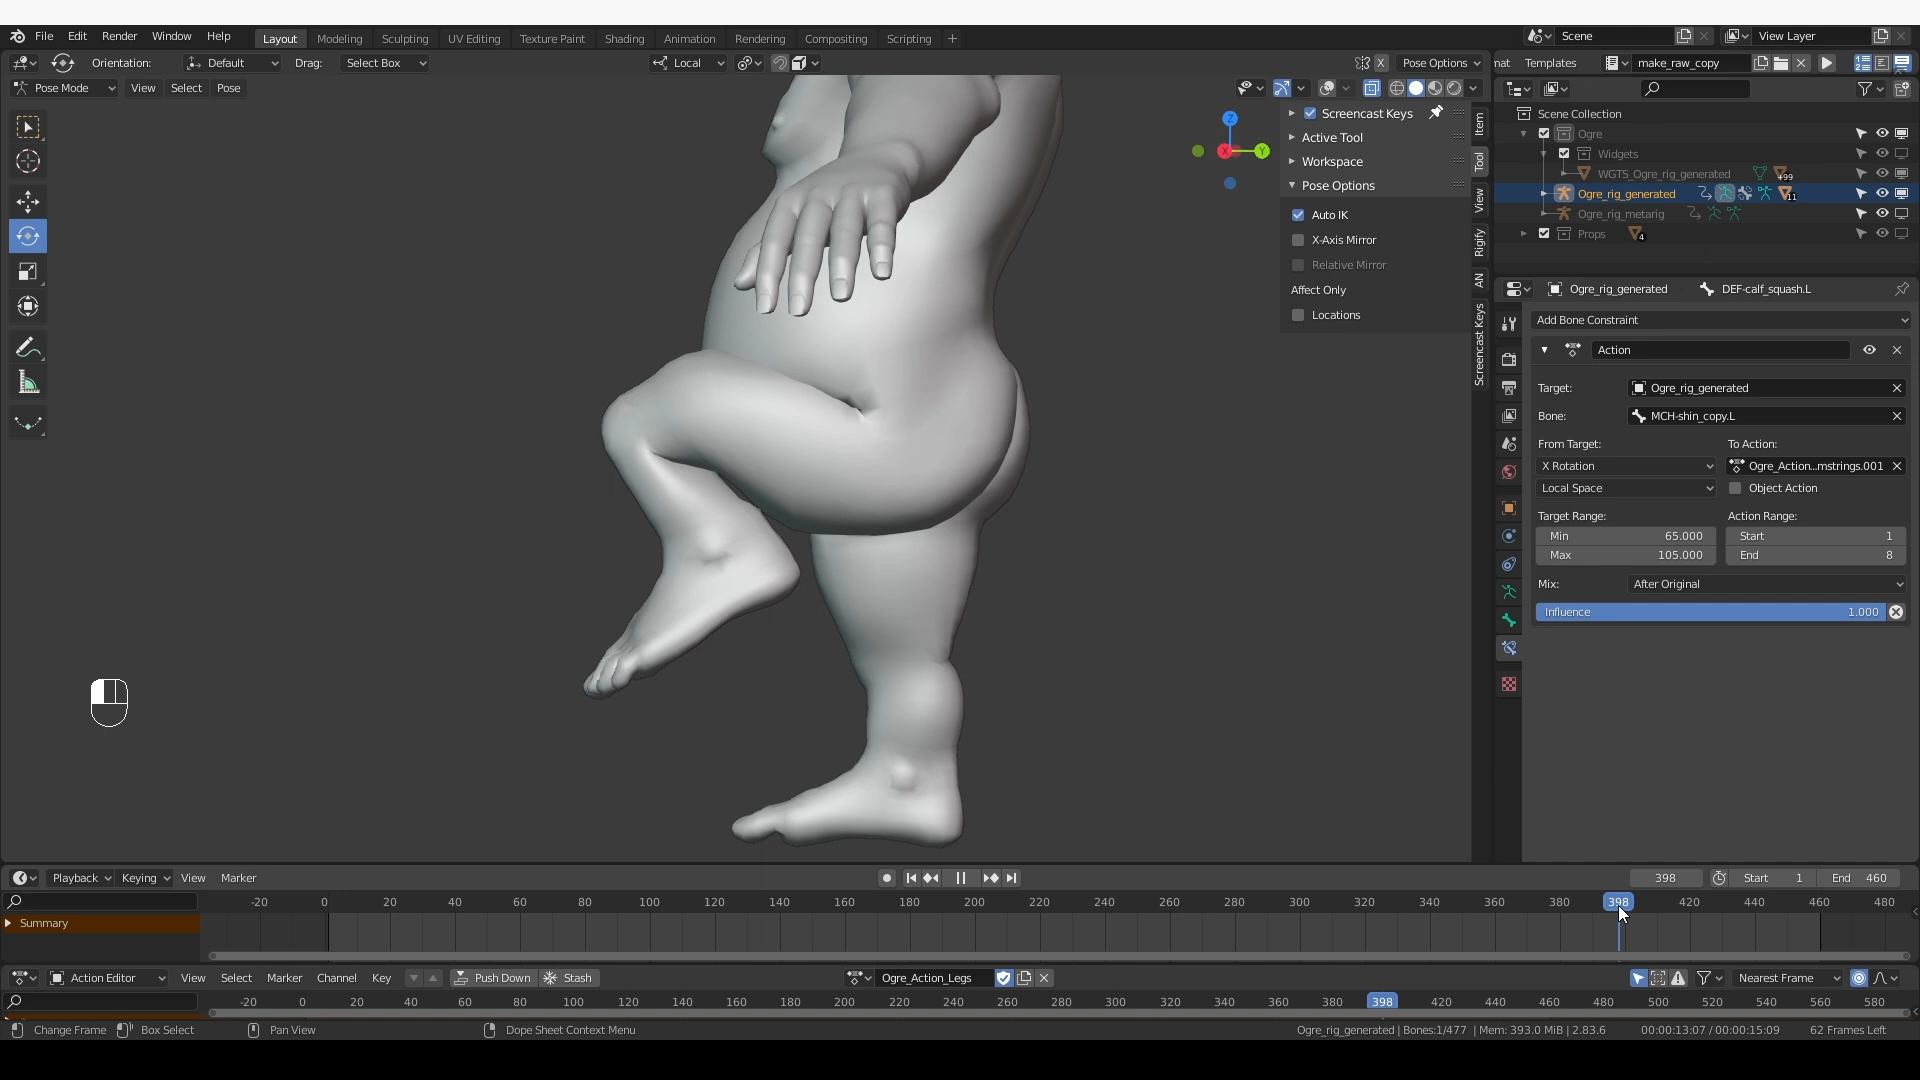 File Edit Render Window Help Layout Modeling Sculpting UV Editing Texture Paint Shading Animation Rendering Compositing Scripting + Scene View Layer
Orientation: Default Drag: Select Box Local X Pose Options mat Templates make_raw_copy
Pose Mode View Select Pose
Z
Y
X
Screencast Keys
Active Tool
Workspace
Pose Options
Auto IK
X-Axis Mirror
Relative Mirror
Affect Only
Locations
Item
Tool
View
Rigify
AN
Screencast Keys
Scene Collection
Ogre
Widgets
WGTS_Ogre_rig_generated +99
Ogre_rig_generated 11
Ogre_rig_metarig
Props 4
Ogre_rig_generated DEF-calf_squash.L
Add Bone Constraint
Action
Target: Ogre_rig_generated
Bone: MCH-shin_copy.L
From Target: To Action:
X Rotation Ogre_Action...mstrings.001
Local Space Object Action
Target Range: Action Range:
Min 65.000 Start 1
Max 105.000 End 8
Mix: After Original
Influence 1.000
Playback Keying View Marker 398 Start 1 End 460
-20 0 20 40 60 80 100 120 140 160 180 200 220 240 260 280 300 320 340 360 380 398 420 440 460 480
Summary
Action Editor View Select Marker Channel Key Push Down Stash Ogre_Action_Legs Nearest Frame
-20 0 20 40 60 80 100 120 140 160 180 200 220 240 260 280 300 320 340 360 380 398 420 440 460 480 500 520 540 560 580
Change Frame Box Select Pan View Dope Sheet Context Menu Ogre_rig_generated | Bones:1/477 | Mem: 393.0 MiB | 2.83.6 00:00:13:07 / 00:00:15:09 62 Frames Left